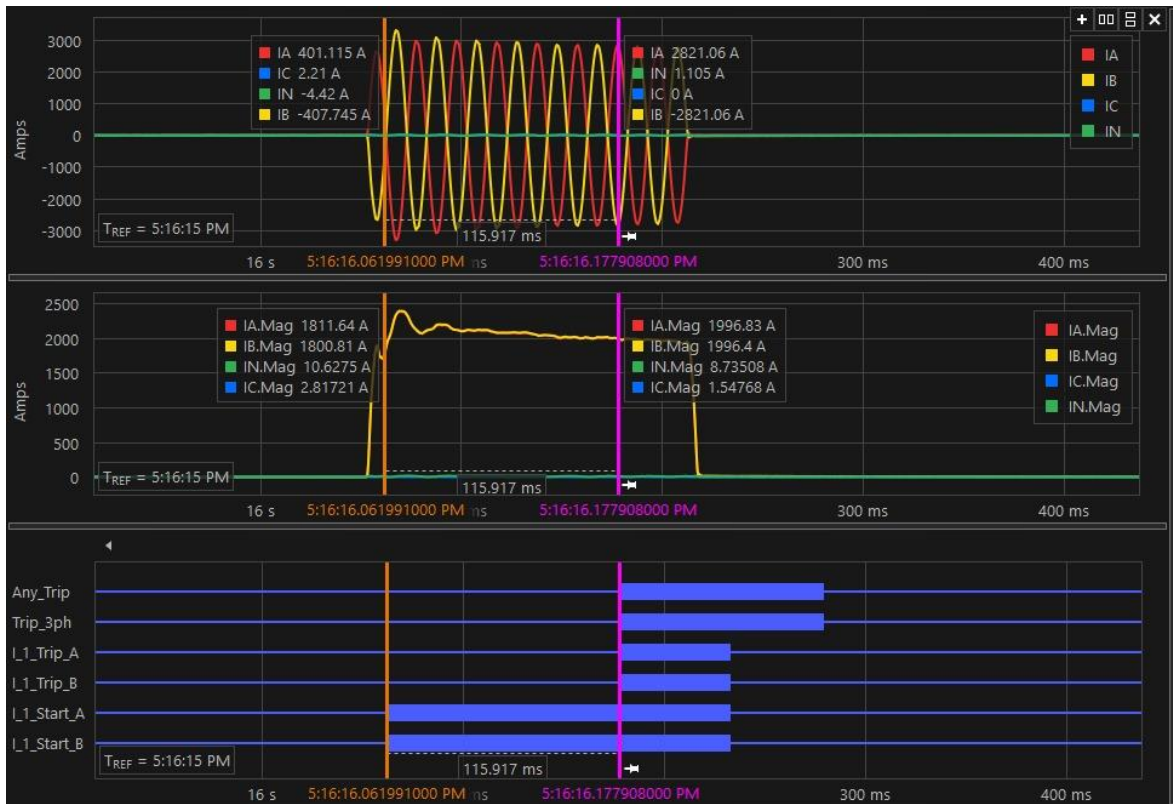 3000
2000
1000
0
-1000
-2000
-3000
Amps
IA 401.115 A
IC 2.21 A
IN -4.42 A
IB -407.745 A
IA 2821.06 A
IN 1.105 A
IC 0 A
IB -2821.06 A
IA
IB
IC
IN
TREF = 5:16:15 PM
115.917 ms
16 s
5:16:16.061991000 PM
ms
5:16:16.177908000 PM
300 ms
400 ms
2500
2000
1500
1000
500
0
Amps
IA.Mag 1811.64 A
IB.Mag 1800.81 A
IN.Mag 10.6275 A
IC.Mag 2.81721 A
IA.Mag 1996.83 A
IB.Mag 1996.4 A
IN.Mag 8.73508 A
IC.Mag 1.54768 A
IA.Mag
IB.Mag
IC.Mag
IN.Mag
TREF = 5:16:15 PM
115.917 ms
16 s
5:16:16.061991000 PM
ms
5:16:16.177908000 PM
300 ms
400 ms
Any_Trip
Trip_3ph
I_1_Trip_A
I_1_Trip_B
I_1_Start_A
I_1_Start_B
TREF = 5:16:15 PM
115.917 ms
16 s
5:16:16.061991000 PM
ms
5:16:16.177908000 PM
300 ms
400 ms